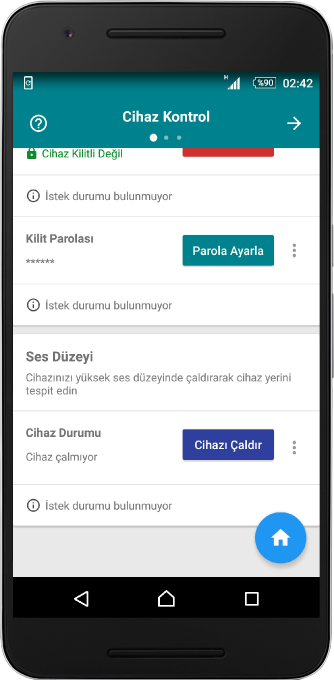 %90 02:42
Cihaz Kontrol
Cihaz Kilitli Değil
İstek durumu bulunmuyor
Kilit Parolası
Parola Ayarla
******
İstek durumu bulunmuyor
Ses Düzeyi
Cihazınızı yüksek ses düzeyinde çaldırarak cihaz yerini
tespit edin
Cihaz Durumu
Cihazı Çaldır
Cihaz çalmıyor
İstek durumu bulunmuyor